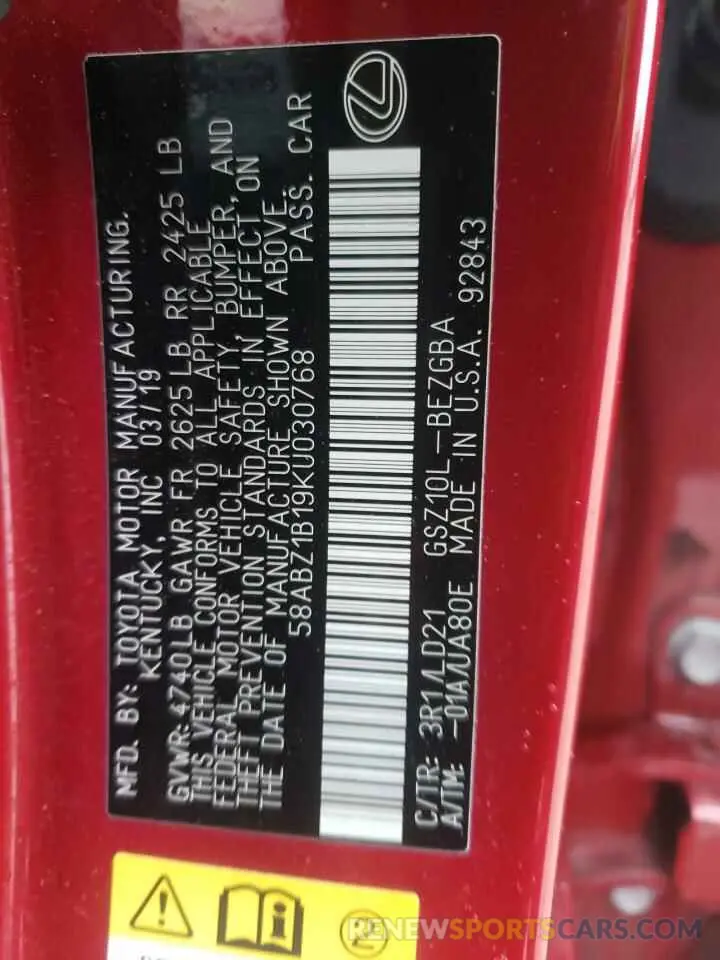 MFD. BY: TOYOTA MOTOR MANUFACTURING.
KENTUCKY, INC 03/19
GVWR: 4740LB GAWR FR 2625 LB RR 2425 LB
THIS VEHICLE CONFORMS TO ALL APPLICABLE
FEDERAL MOTOR VEHICLE SAFETY, BUMPER, AND
THEFT PREVENTION STANDARDS IN EFFECT ON
THE DATE OF MANUFACTURE SHOWN ABOVE.
58ABZ1B19KU030768 PASS. CAR
C/TR: 3R1/LD21 GSZ10L-BEZGBA
A/TM: -01A/UA80E MADE IN U.S.A. 92843
RENEWSPORTSCARS.COM